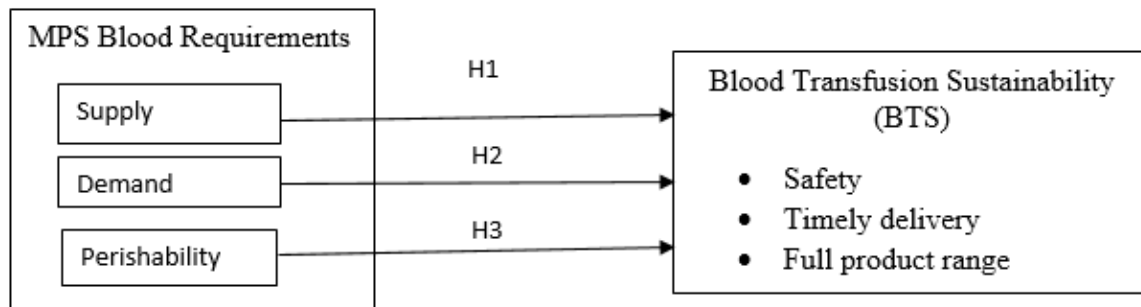 MPS Blood Requirements
Supply
Demand
Perishability
H1
H2
H3
Blood Transfusion Sustainability
(BTS)
• Safety
• Timely delivery
• Full product range